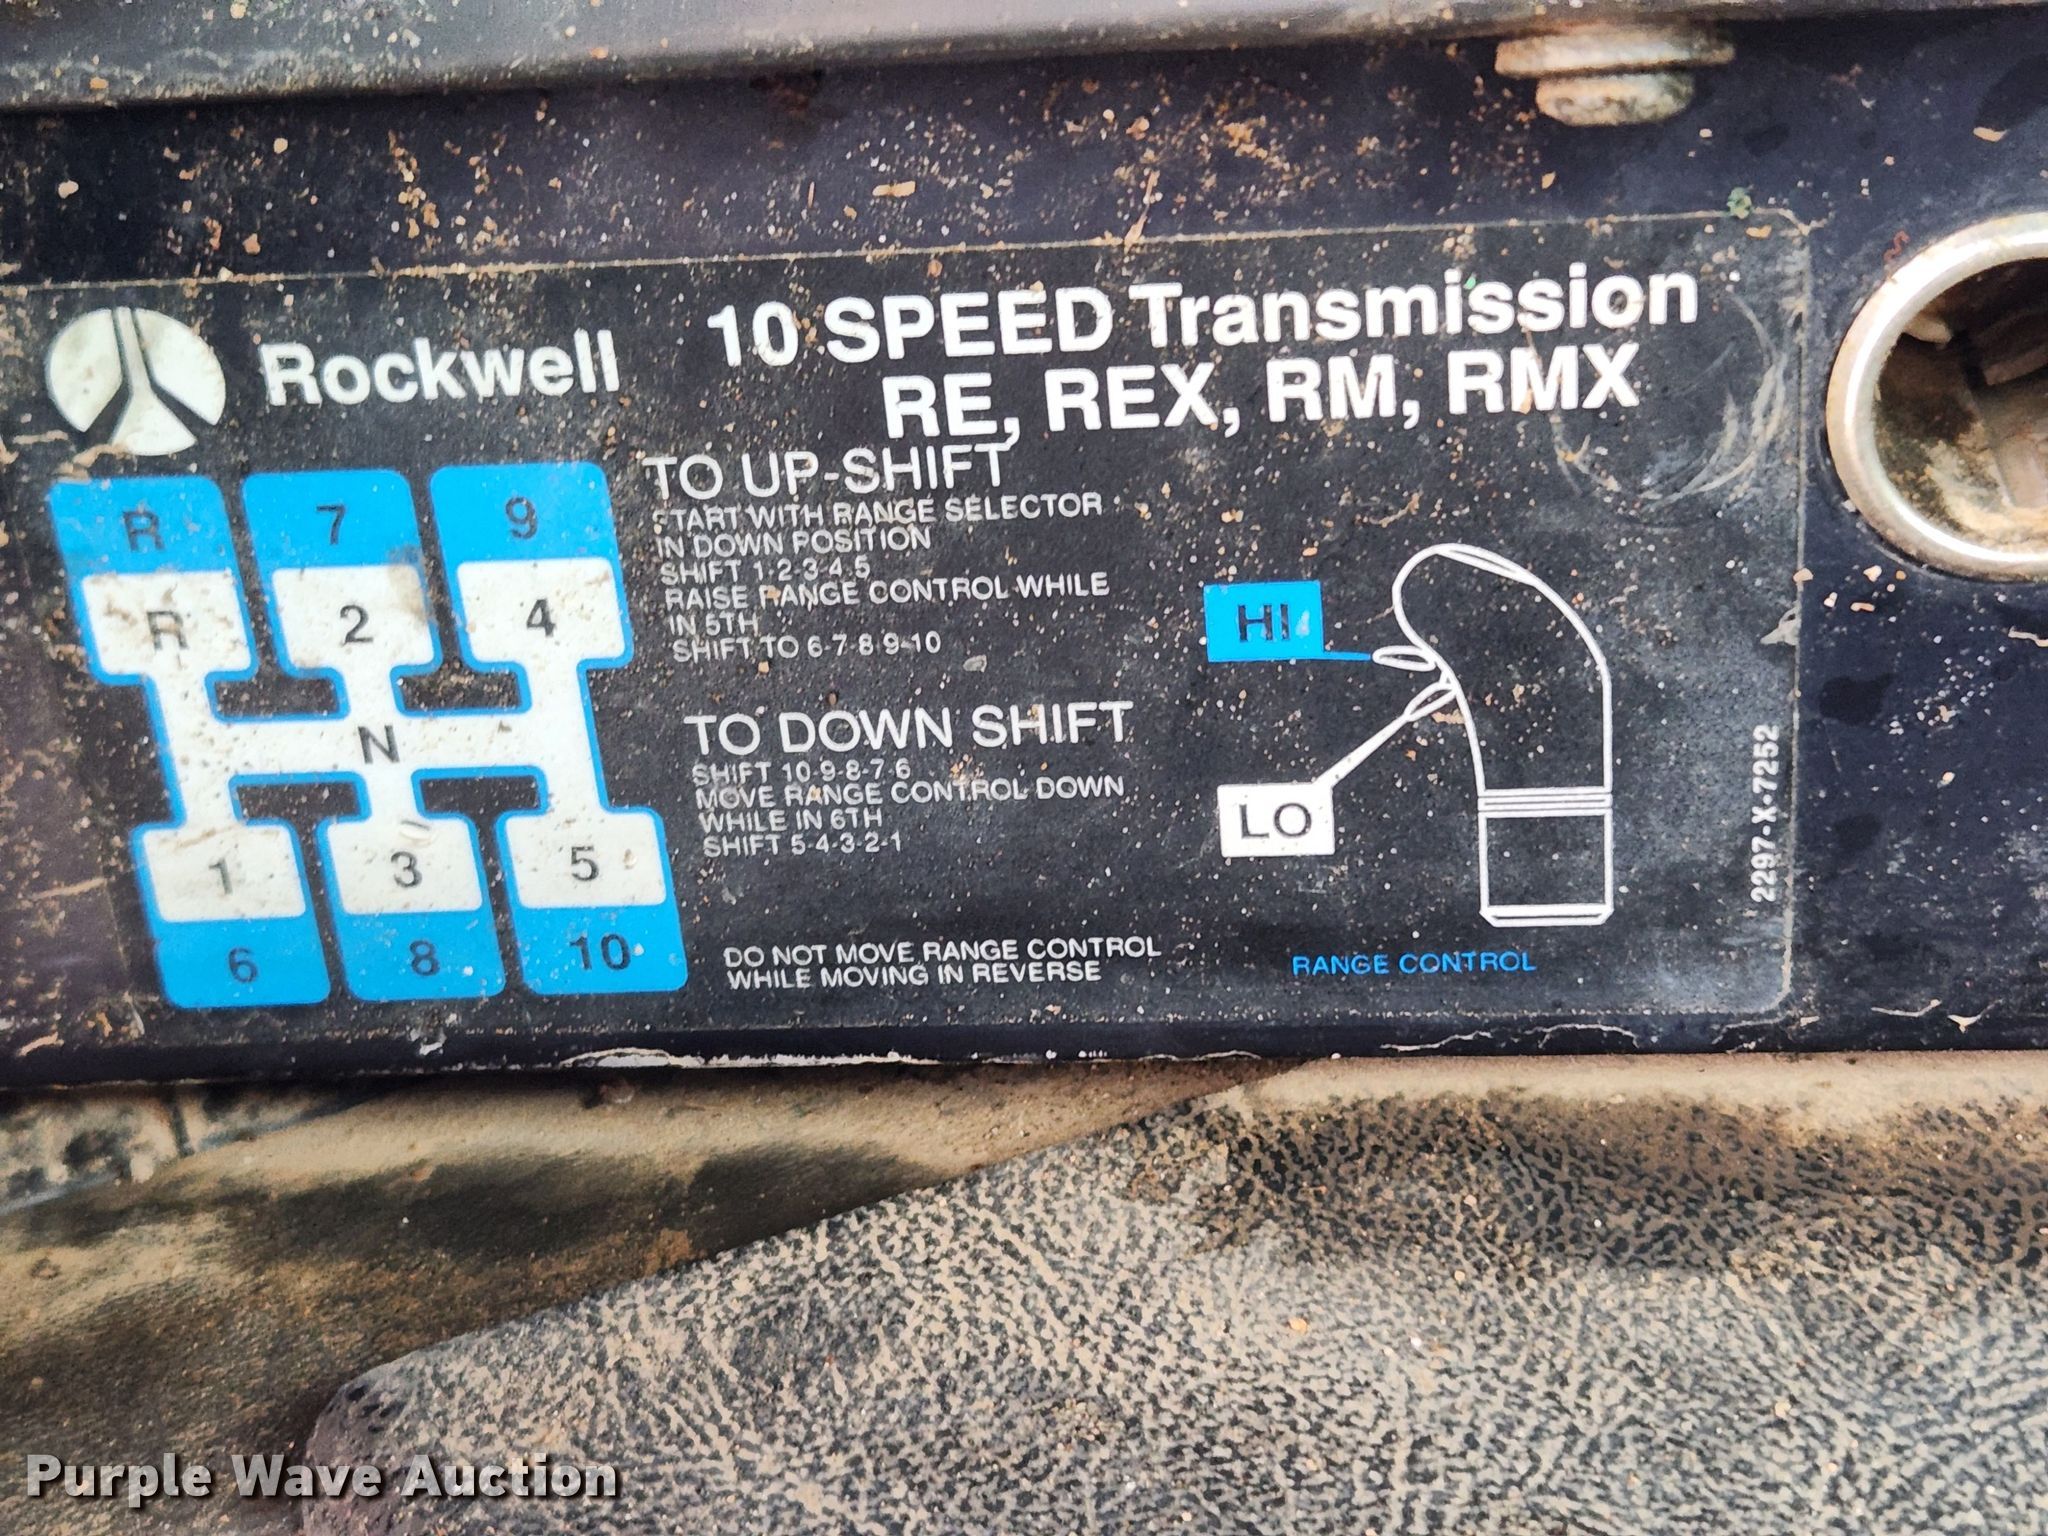 Rockwell
10 SPEED Transmission
RE, REX, RM, RMX
R 7 9
R 2 4
N
1 3 5
6 8 10
TO UP-SHIFT
START WITH RANGE SELECTOR
IN DOWN POSITION
SHIFT 1-2-3-4-5
RAISE RANGE CONTROL WHILE
IN 5TH
SHIFT TO 6-7-8-9-10
TO DOWN SHIFT
SHIFT 10-9-8-7-6
MOVE RANGE CONTROL DOWN
WHILE IN 6TH
SHIFT 5-4-3-2-1
DO NOT MOVE RANGE CONTROL
WHILE MOVING IN REVERSE
HI
LO
RANGE CONTROL
2297-X-7252
Purple Wave Auction